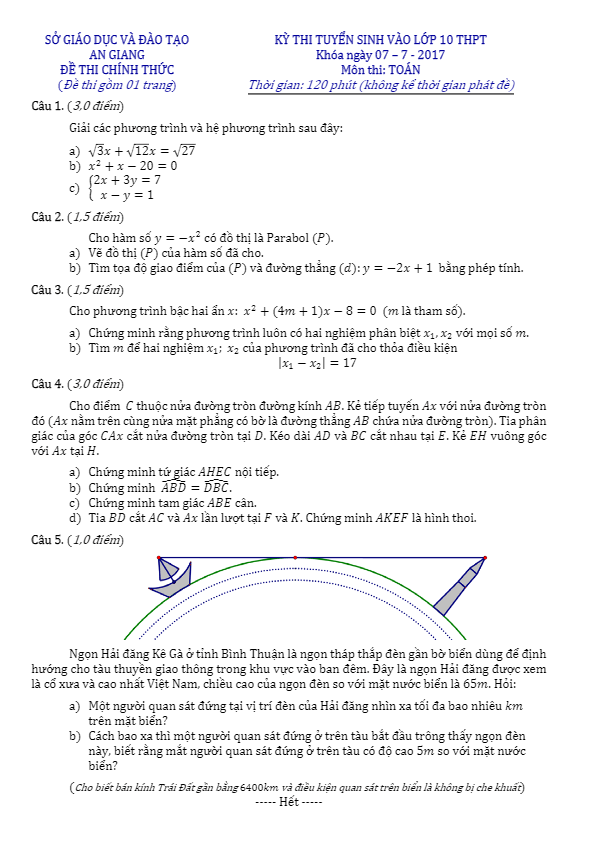 SỞ GIÁO DỤC VÀ ĐÀO TẠO
AN GIANG
ĐỀ THI CHÍNH THỨC
(Đề thi gồm 01 trang)
KỲ THI TUYỂN SINH VÀO LỚP 10 THPT
Khóa ngày 07 – 7 - 2017
Môn thi: TOÁN
Thời gian: 120 phút (không kể thời gian phát đề)
Câu 1. (3,0 điểm)
Giải các phương trình và hệ phương trình sau đây:
a) √3x + √12x = √27
b) x² + x − 20 = 0
c) { 2x + 3y = 7
x − y = 1
Câu 2. (1,5 điểm)
Cho hàm số y = −x² có đồ thị là Parabol (P).
a) Vẽ đồ thị (P) của hàm số đã cho.
b) Tìm tọa độ giao điểm của (P) và đường thẳng (d): y = −2x + 1 bằng phép tính.
Câu 3. (1,5 điểm)
Cho phương trình bậc hai ẩn x: x² + (4m + 1)x − 8 = 0 (m là tham số).
a) Chứng minh rằng phương trình luôn có hai nghiệm phân biệt x₁, x₂ với mọi số m.
b) Tìm m để hai nghiệm x₁; x₂ của phương trình đã cho thỏa điều kiện
|x₁ − x₂| = 17
Câu 4. (3,0 điểm)
Cho điểm C thuộc nửa đường tròn đường kính AB. Kẻ tiếp tuyến Ax với nửa đường tròn
đó (Ax nằm trên cùng nửa mặt phẳng có bờ là đường thẳng AB chứa nửa đường tròn). Tia phân
giác của góc CAx cắt nửa đường tròn tại D. Kéo dài AD và BC cắt nhau tại E. Kẻ EH vuông góc
với Ax tại H.
a) Chứng minh tứ giác AHEC nội tiếp.
b) Chứng minh \widehat{ABD} = \widehat{DBC}.
c) Chứng minh tam giác ABE cân.
d) Tia BD cắt AC và Ax lần lượt tại F và K. Chứng minh AKEF là hình thoi.
Câu 5. (1,0 điểm)
Ngọn Hải đăng Kê Gà ở tỉnh Bình Thuận là ngọn tháp thắp đèn gần bờ biển dùng để định
hướng cho tàu thuyền giao thông trong khu vực vào ban đêm. Đây là ngọn Hải đăng được xem
là cổ xưa và cao nhất Việt Nam, chiều cao của ngọn đèn so với mặt nước biển là 65m. Hỏi:
a) Một người quan sát đứng tại vị trí đèn của Hải đăng nhìn xa tối đa bao nhiêu km
trên mặt biển?
b) Cách bao xa thì một người quan sát đứng ở trên tàu bắt đầu trông thấy ngọn đèn
này, biết rằng mắt người quan sát đứng ở trên tàu có độ cao 5m so với mặt nước
biển?
(Cho biết bán kính Trái Đất gần bằng 6400km và điều kiện quan sát trên biển là không bị che khuất)
----- Hết -----